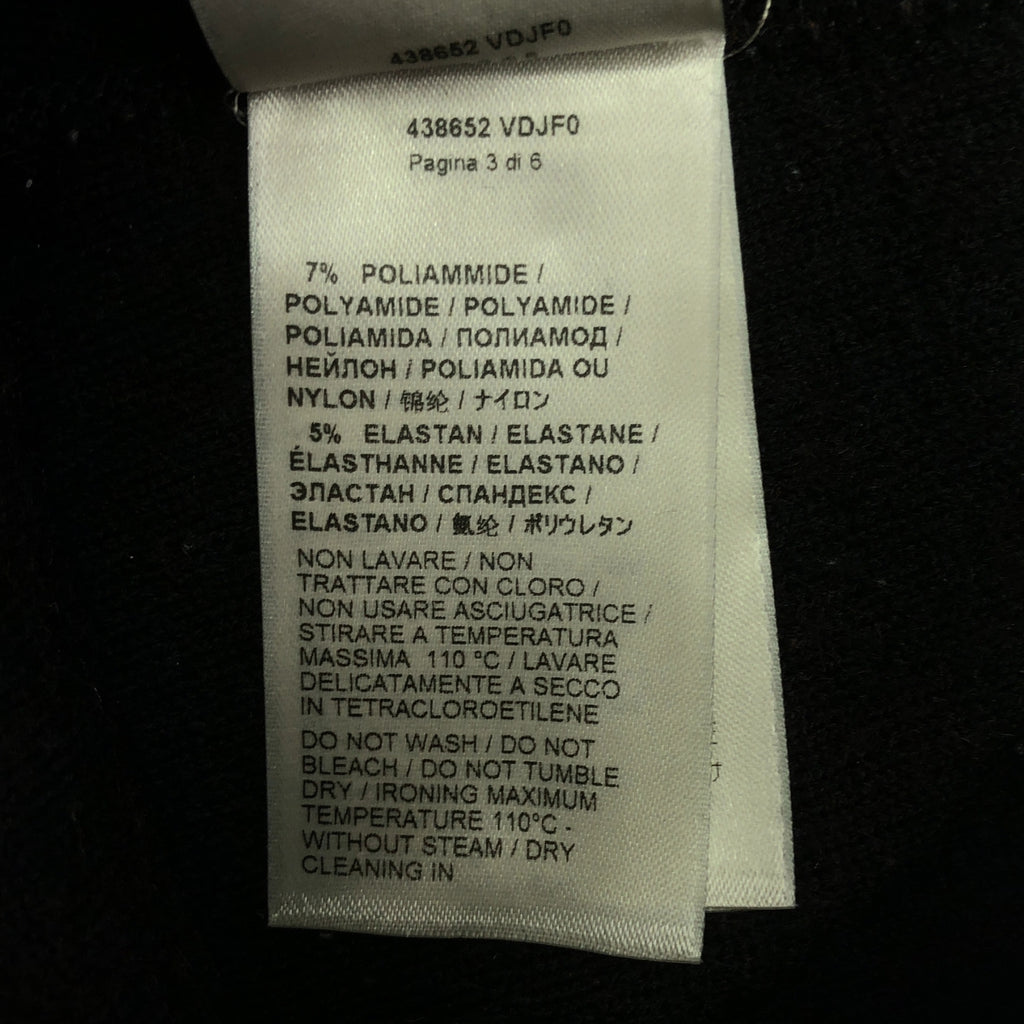 438652 VDJF0
438652 VDJF0
Pagina 3 di 6
7% POLIAMMIDE /
POLYAMIDE / POLYAMIDE /
POLIAMIDA / ПОЛИАМОД /
НЕЙЛОН / POLIAMIDA OU
NYLON / 锦纶 / ナイロン
5% ELASTAN / ELASTANE /
ÉLASTHANNE / ELASTANO /
ЭЛАСТАН / СПАНДЕКС /
ELASTANO / 氨纶 / ポリウレタン
NON LAVARE / NON
TRATTARE CON CLORO /
NON USARE ASCIUGATRICE /
STIRARE A TEMPERATURA
MASSIMA 110 °C / LAVARE
DELICATAMENTE A SECCO
IN TETRACLOROETILENE
DO NOT WASH / DO NOT
BLEACH / DO NOT TUMBLE
DRY / IRONING MAXIMUM
TEMPERATURE 110°C -
WITHOUT STEAM / DRY
CLEANING IN